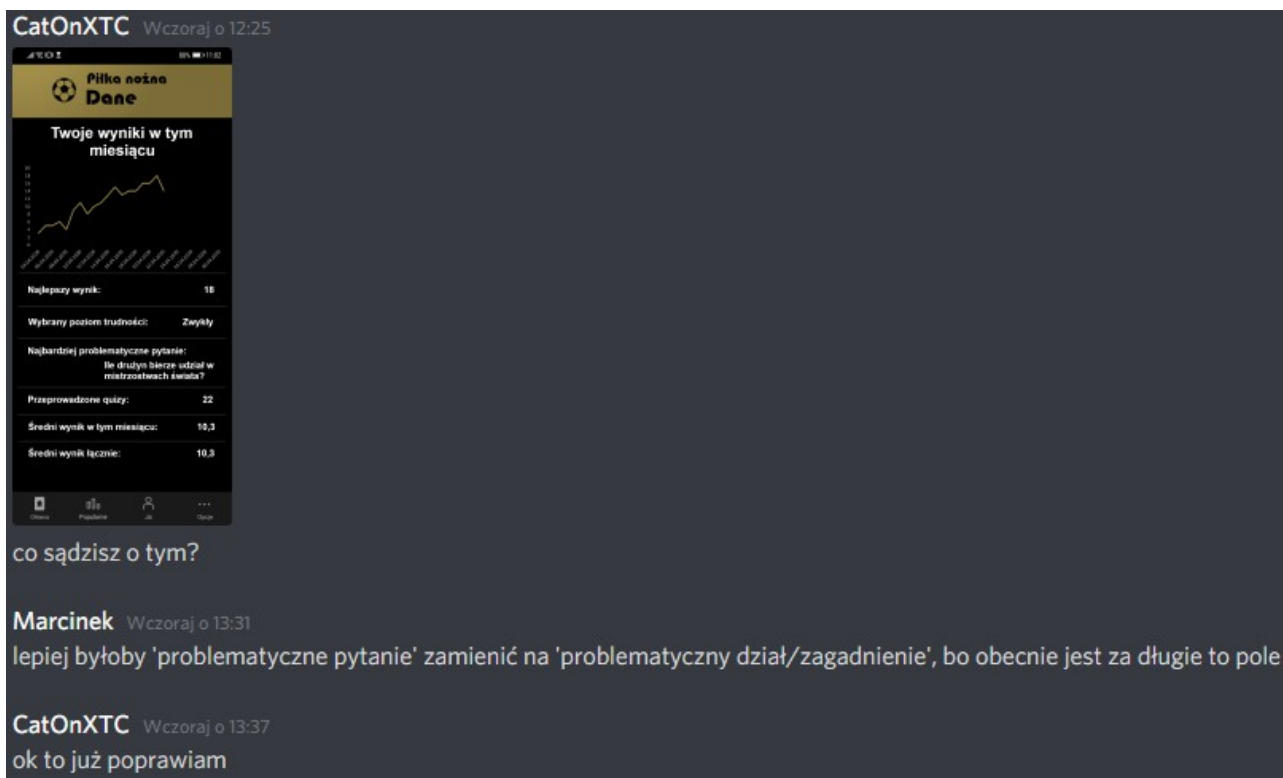 CatOnXTC Wczoraj o 12:25
Piłka nożna
Dane
Twoje wyniki w tym
miesiącu
Najlepszy wynik: 18
Wybrany poziom trudności: Zwykły
Najbardziej problematyczne pytanie:
Ile drużyn bierze udział w
mistrzostwach świata?
Przeprowadzone quizy: 22
Średni wynik w tym miesiącu: 10,3
Średni wynik łącznie: 10,3
Popularne Ja Opcje
co sądzisz o tym?
Marcinek Wczoraj o 13:31
lepiej byłoby 'problematyczne pytanie' zamienić na 'problematyczny dział/zagadnienie', bo obecnie jest za długie to pole
CatOnXTC Wczoraj o 13:37
ok to już poprawiam